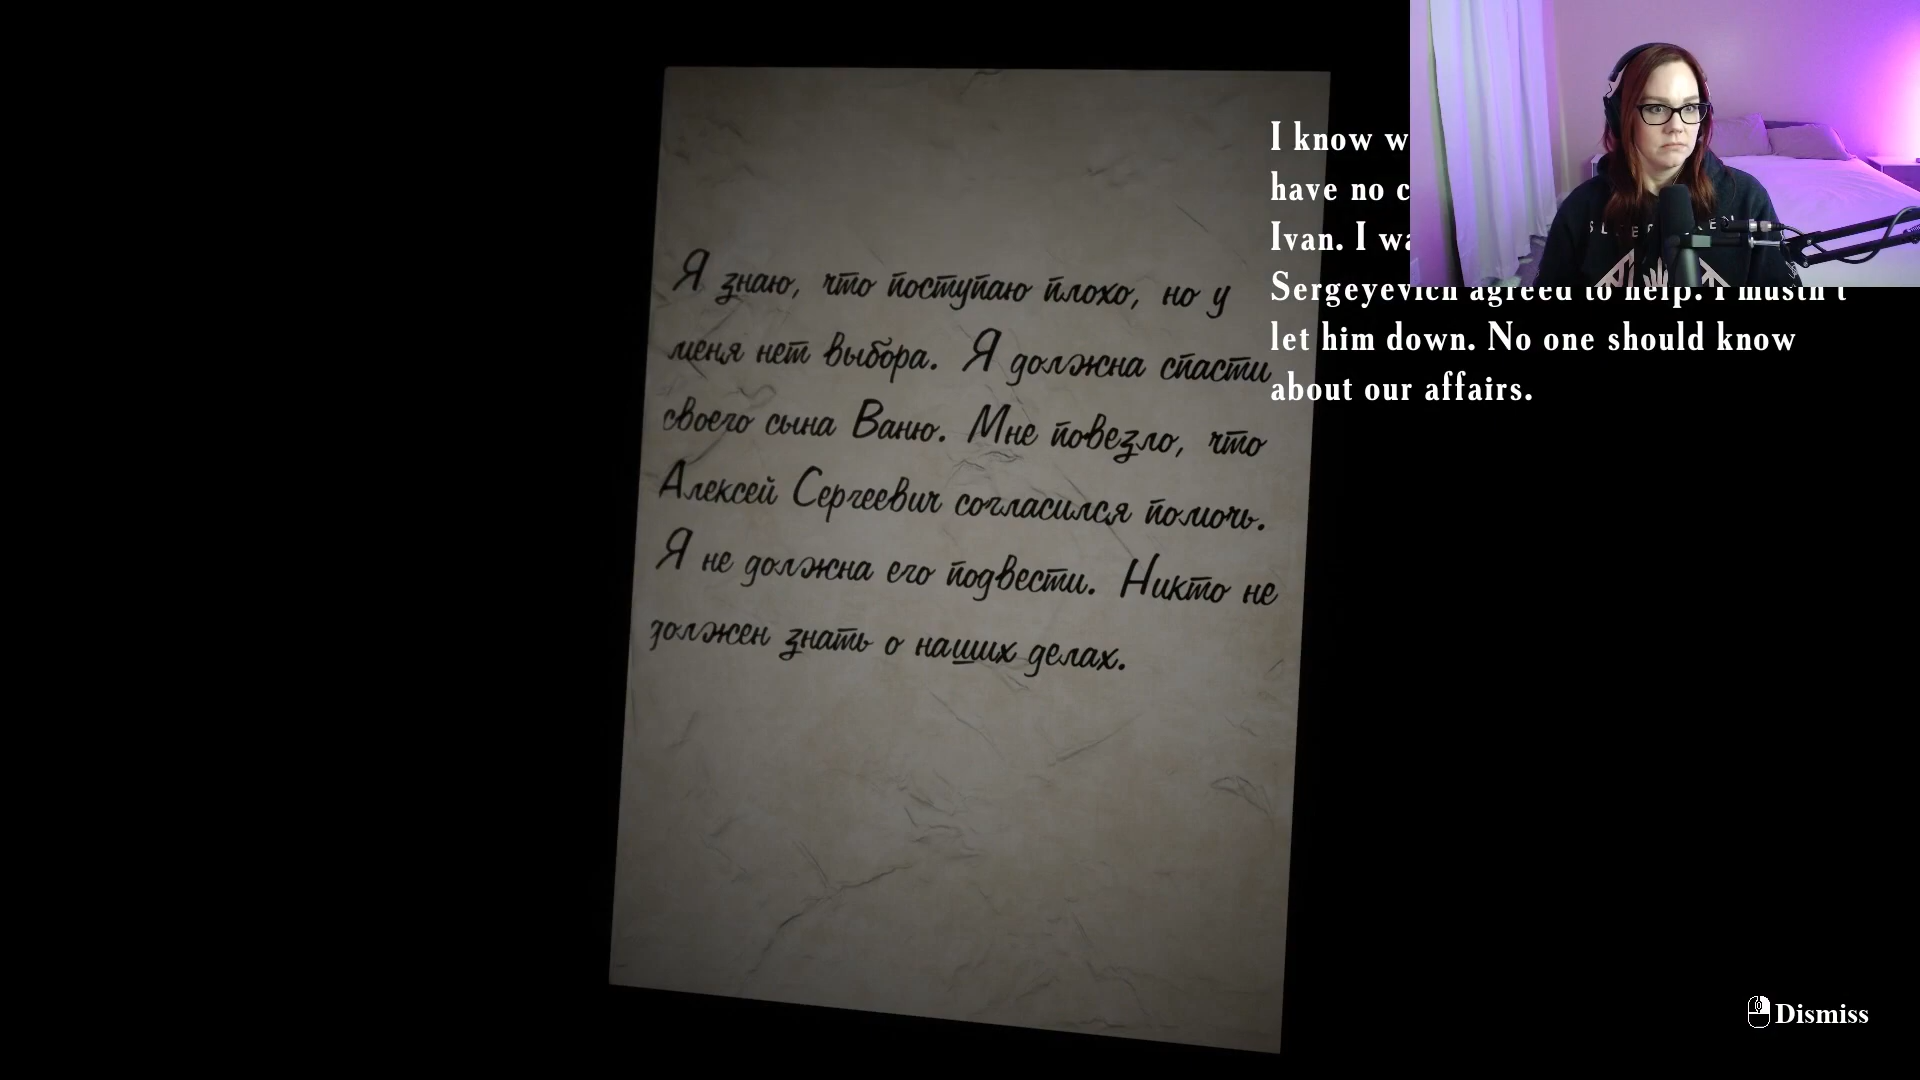 Я знаю, что поступаю плохо, но у
меня нет выбора. Я должна спасти
своего сына Ваню. Мне повезло, что
Алексей Сергеевич согласился помочь.
Я не должна его подвести. Никто не
должен знать о наших делах.
I know
have no
Ivan. I
Sergeyevich agreed to help. I mustn't
let him down. No one should know
about our affairs.
Dismiss